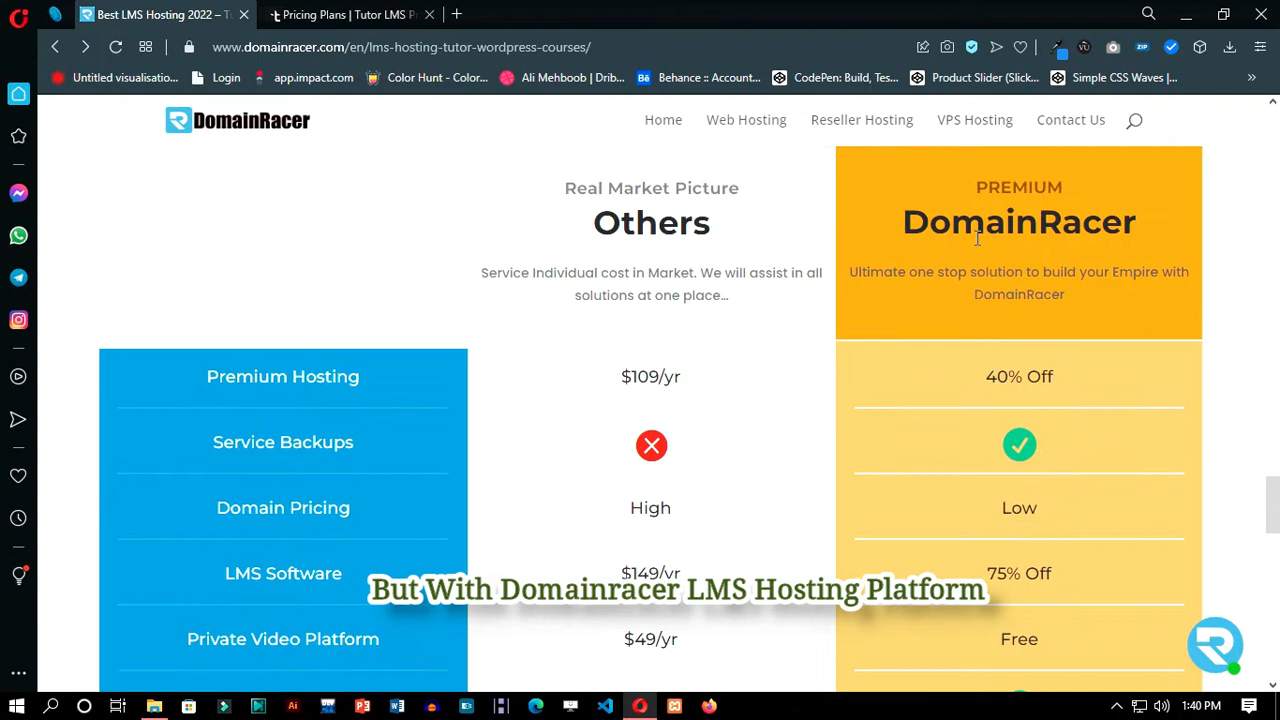 Best LMS Hosting 2022 – T
Pricing Plans | Tutor LMS P
www.domainracer.com/en/lms-hosting-tutor-wordpress-courses/
Untitled visualisatio...
Login
app.impact.com
Color Hunt - Color...
Ali Mehboob | Drib...
Behance :: Account...
CodePen: Build, Tes...
Product Slider (Slick...
Simple CSS Waves |...
DomainRacer
Home
Web Hosting
Reseller Hosting
VPS Hosting
Contact Us
Real Market Picture
Others
Service Individual cost in Market. We will assist in all
solutions at one place...
PREMIUM
DomainRacer
Ultimate one stop solution to build your Empire with
DomainRacer
Premium Hosting
$109/yr
40% Off
Service Backups
Domain Pricing
High
Low
LMS Software
$149/yr
75% Off
But With Domainracer LMS Hosting Platform
Private Video Platform
$49/yr
Free
1:40 PM